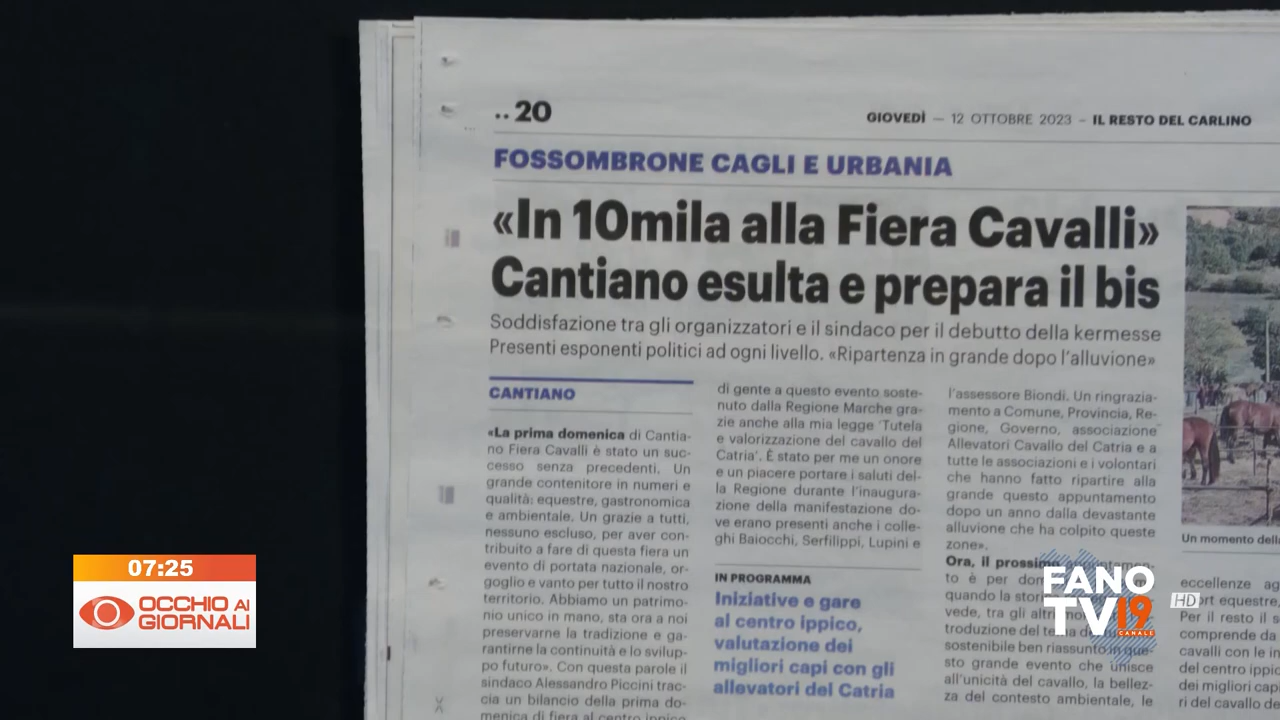 ..20
GIOVEDÌ — 12 OTTOBRE 2023 – IL RESTO DEL CARLINO
FOSSOMBRONE CAGLI E URBANIA
«In 10mila alla Fiera Cavalli»
Cantiano esulta e prepara il bis
Soddisfazione tra gli organizzatori e il sindaco per il debutto della kermesse
Presenti esponenti politici ad ogni livello. «Ripartenza in grande dopo l'alluvione»
CANTIANO
«La prima domenica di Cantia-
no Fiera Cavalli è stato un suc-
cesso senza precedenti. Un
grande contenitore in numeri e
qualità: equestre, gastronomica
e ambientale. Un grazie a tutti,
nessuno escluso, per aver con-
tribuito a fare di questa fiera un
evento di portata nazionale, or-
goglio e vanto per tutto il nostro
territorio. Abbiamo un patrimo-
nio unico in mano, sta ora a noi
preservarne la tradizione e ga-
rantirne la continuità e lo svilup-
po futuro». Con questa parole il
sindaco Alessandro Piccini trac-
cia un bilancio della prima do-
menica di fiera al centro ippico
di gente a questo evento soste-
nuto dalla Regione Marche gra-
zie anche alla mia legge 'Tutela
e valorizzazione del cavallo del
Catria'. È stato per me un onore
e un piacere portare i saluti del-
la Regione durante l'inaugura-
zione della manifestazione do-
ve erano presenti anche i colle-
ghi Baiocchi, Serfilippi, Lupini e
IN PROGRAMMA
Iniziative e gare
al centro ippico,
valutazione dei
migliori capi con gli
allevatori del Catria
l'assessore Biondi. Un ringrazia-
mento a Comune, Provincia, Re-
gione, Governo, associazione
Allevatori Cavallo del Catria e a
tutte le associazioni e i volontari
che hanno fatto ripartire alla
grande questo appuntamento
dopo un anno dalla devastante
alluvione che ha colpito queste
zone».
Ora, il prossimo
to è per
quando la
vede, tra gli
troduzione del
sostenibile ben riassunto in que-
sto grande evento che unisce
all'unicità del cavallo, la bellez-
za del contesto ambientale, le
Un momento della
eccellenze
equestre,
Per il resto il
comprende
cavalli con le
del centro
dei migliori
del cavallo
07:25
OCCHIO AI
GIORNALI
FANO
TV19
CANALE
HD